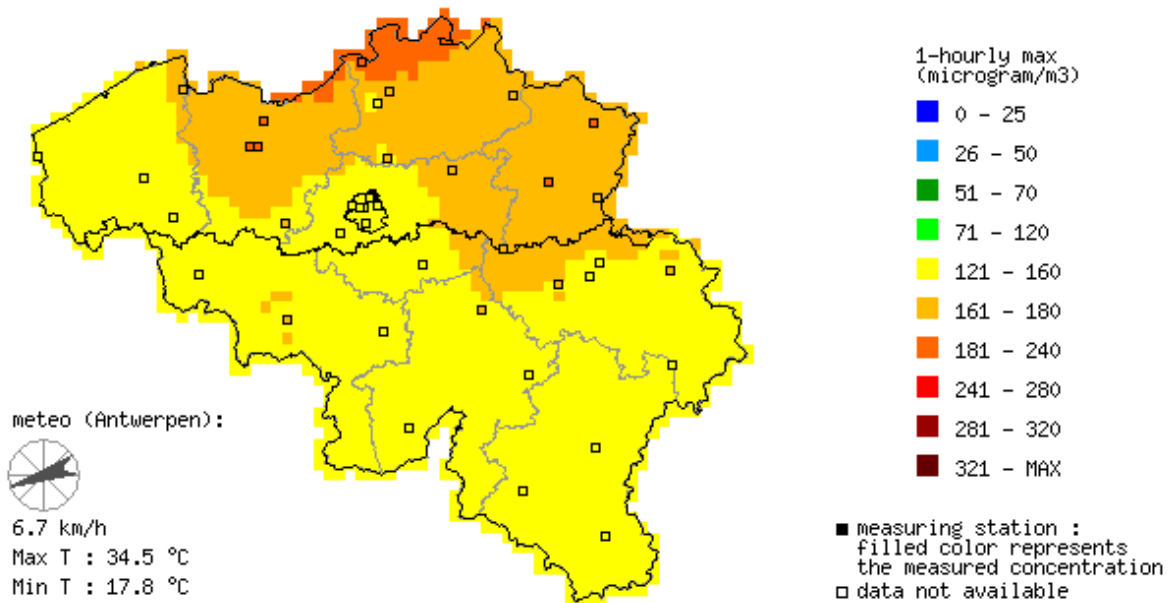 1-hourly max
(microgram/m3)
0 - 25
26 - 50
51 - 70
71 - 120
121 - 160
161 - 180
181 - 240
241 - 280
281 - 320
321 - MAX
meteo (Antwerpen):
6.7 km/h
Max T : 34.5 °C
Min T : 17.8 °C
measuring station :
filled color represents
the measured concentration
data not available